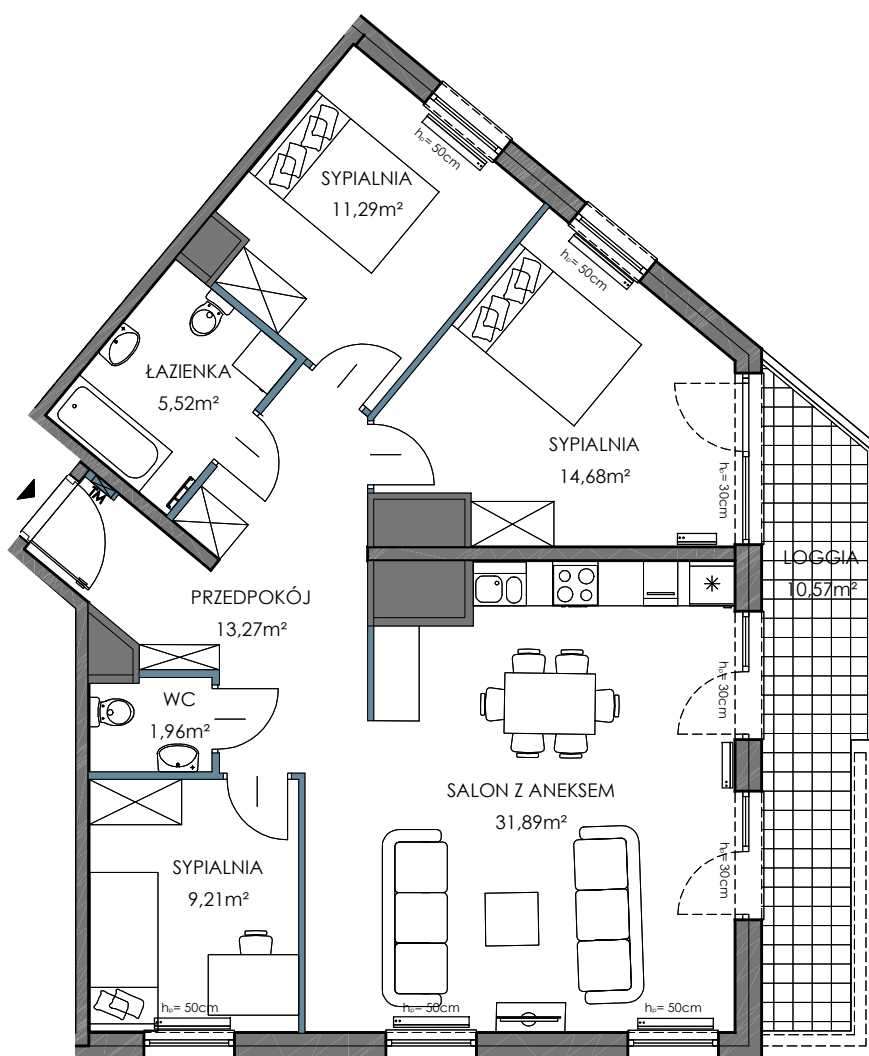 hₚ= 50cm
SYPIALNIA
11,29m²
hₚ= 50cm
ŁAZIENKA
5,52m²
SYPIALNIA
14,68m²
hₚ= 30cm
TM
LOGGIA
10,57m²
PRZEDPOKÓJ
13,27m²
WC
1,96m²
hₚ= 30cm
SALON Z ANEKSEM
31,89m²
SYPIALNIA
9,21m²
hₚ= 30cm
hₚ= 50cm
hₚ= 50cm
hₚ= 50cm